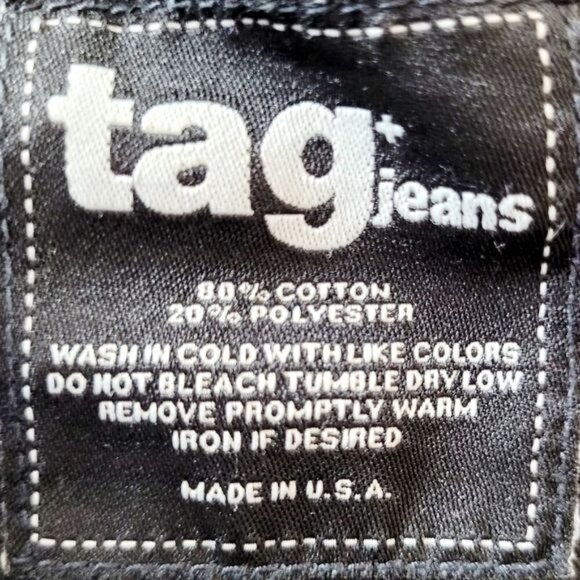 tag+ jeans
80% COTTON
20% POLYESTER
WASH IN COLD WITH LIKE COLORS
DO NOT BLEACH TUMBLE DRY LOW
REMOVE PROMPTLY WARM
IRON IF DESIRED
MADE IN U.S.A.